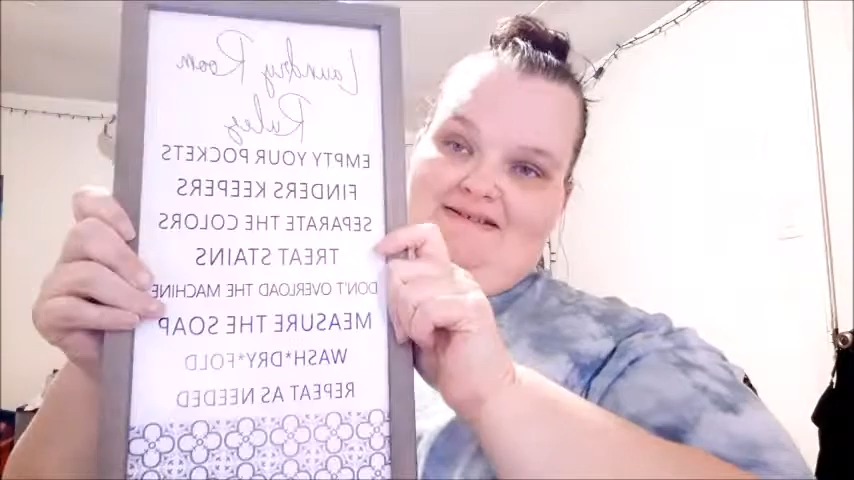 Laundry Room
Rules
EMPTY YOUR POCKETS
FINDERS KEEPERS
SEPARATE THE COLORS
TREAT STAINS
DON'T OVERLOAD THE MACHINE
MEASURE THE SOAP
WASH*DRY*FOLD
REPEAT AS NEEDED